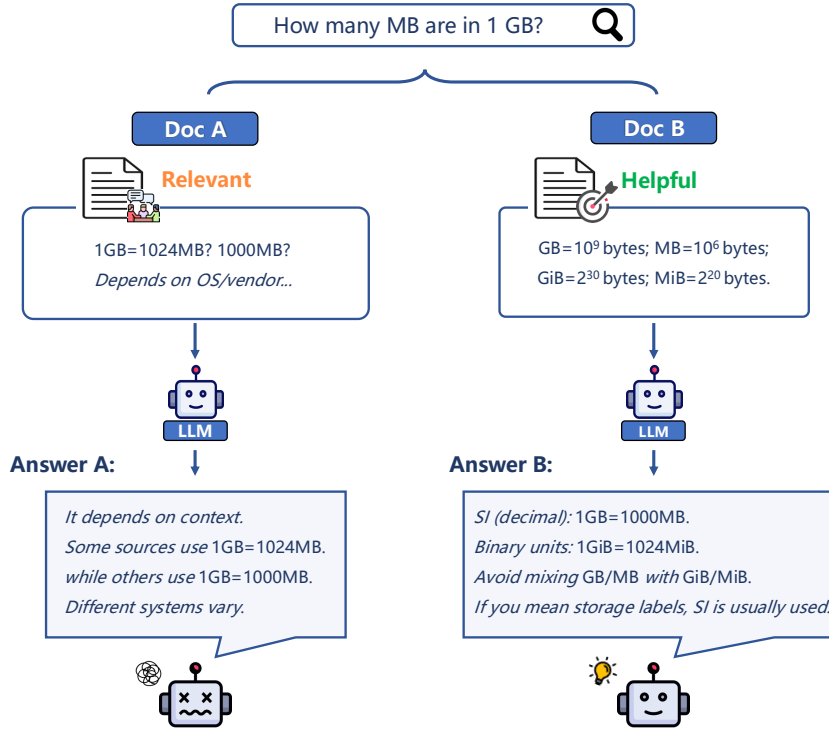 How many MB are in 1 GB?
Doc A
Relevant
1GB=1024MB? 1000MB?
Depends on OS/vendor...
LLM
Answer A:
It depends on context.
Some sources use 1GB=1024MB.
while others use 1GB=1000MB.
Different systems vary.
Doc B
Helpful
GB=10⁹ bytes; MB=10⁶ bytes;
GiB=2³⁰ bytes; MiB=2²⁰ bytes.
LLM
Answer B:
SI (decimal): 1GB=1000MB.
Binary units: 1GiB=1024MiB.
Avoid mixing GB/MB with GiB/MiB.
If you mean storage labels, SI is usually used.